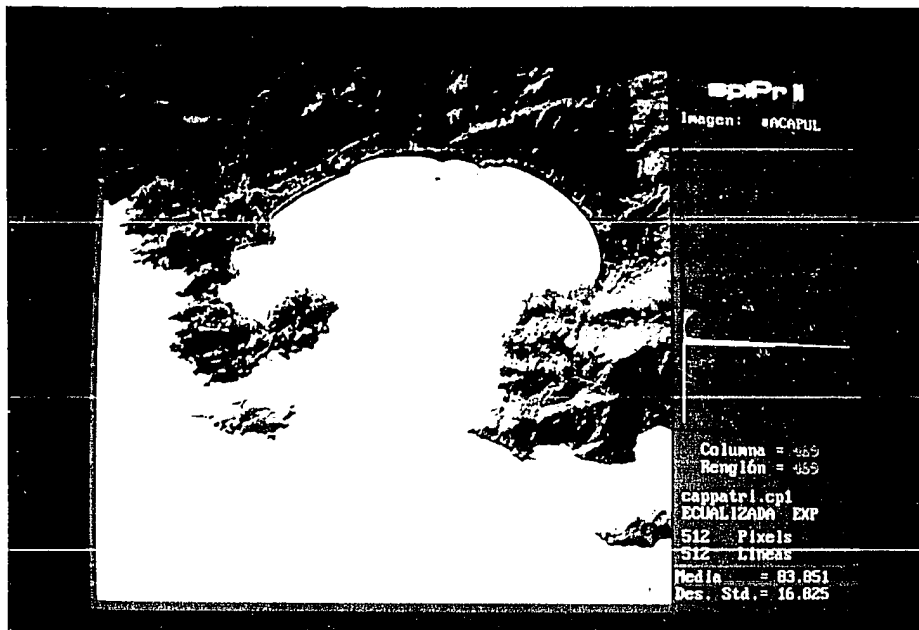 Imagen: #ACAPUL
Columna =
Renglón =
cappatri.cp1
ECUALIZADA EXP
512 Pixels
512 Lineas
Media = 83.851
Des. Std.= 16.825